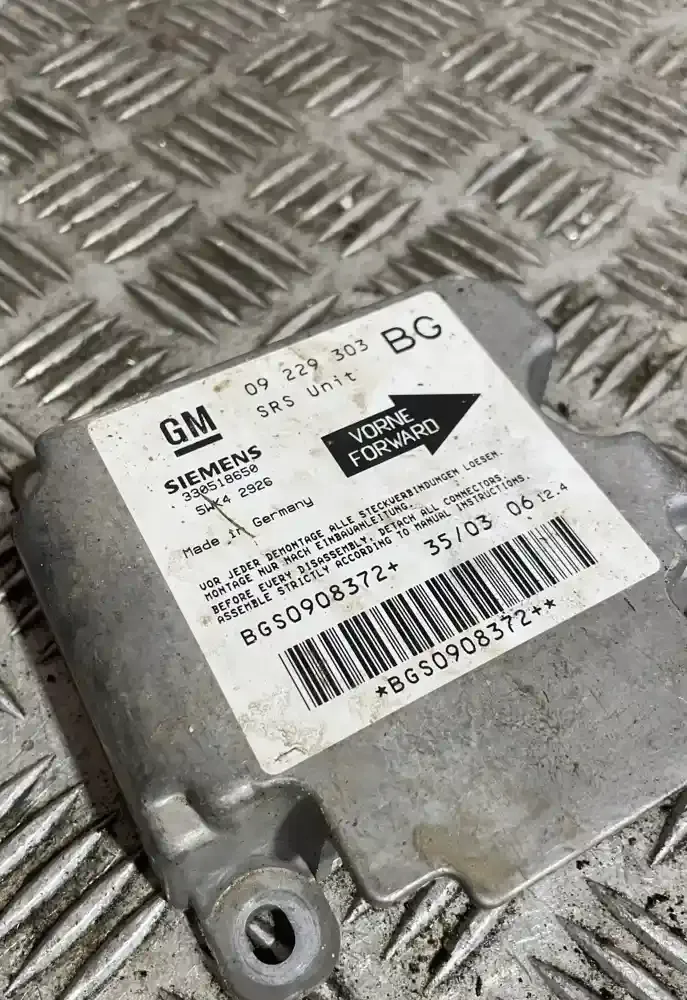 09 229 303 BG
SRS Unit
GM
SIEMENS
330518650
5WK4 2926
Made in Germany
VORNE
FORWARD
VOR JEDER DEMONTAGE ALLE STECKVERBINDUNGEN LOESEN.
MONTAGE NUR NACH EINBAUANLEITUNG.
BEFORE EVERY DISASSEMBLY, DETACH ALL CONNECTORS.
ASSEMBLE STRICTLY ACCORDING TO MANUAL INSTRUCTIONS.
BGS0908372+ 35/03 06 12.4
*BGS0908372+*